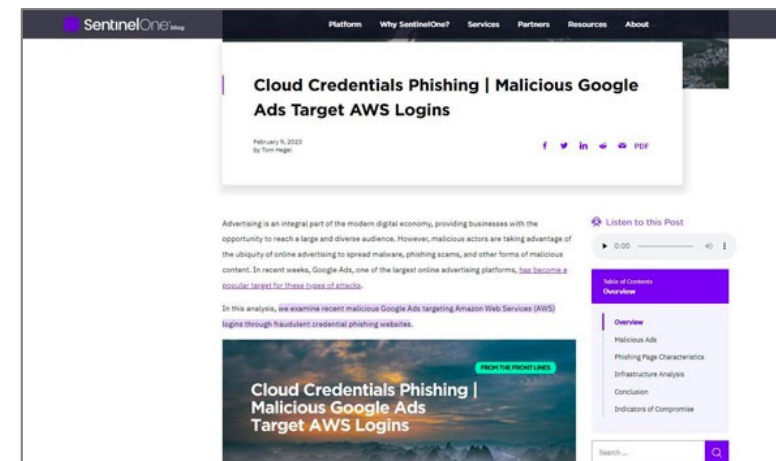 SentinelOne Blog
Platform Why SentinelOne? Services Partners Resources About
Cloud Credentials Phishing | Malicious Google
Ads Target AWS Logins
February 9, 2023
by Tom Hegel
PDF
Advertising is an integral part of the modern digital economy, providing businesses with the
opportunity to reach a large and diverse audience. However, malicious actors are taking advantage of
the ubiquity of online advertising to spread malware, phishing scams, and other forms of malicious
content. In recent weeks, Google Ads, one of the largest online advertising platforms, has become a
popular target for these types of attacks.
In this analysis, we examine recent malicious Google Ads targeting Amazon Web Services (AWS)
logins through fraudulent credential phishing websites.
FROM THE FRONT LINES
Cloud Credentials Phishing |
Malicious Google Ads
Target AWS Logins
Listen to this Post
0:00
Table of Contents
Overview
Overview
Malicious Ads
Phishing Page Characteristics
Infrastructure Analysis
Conclusion
Indicators of Compromise
Search ...